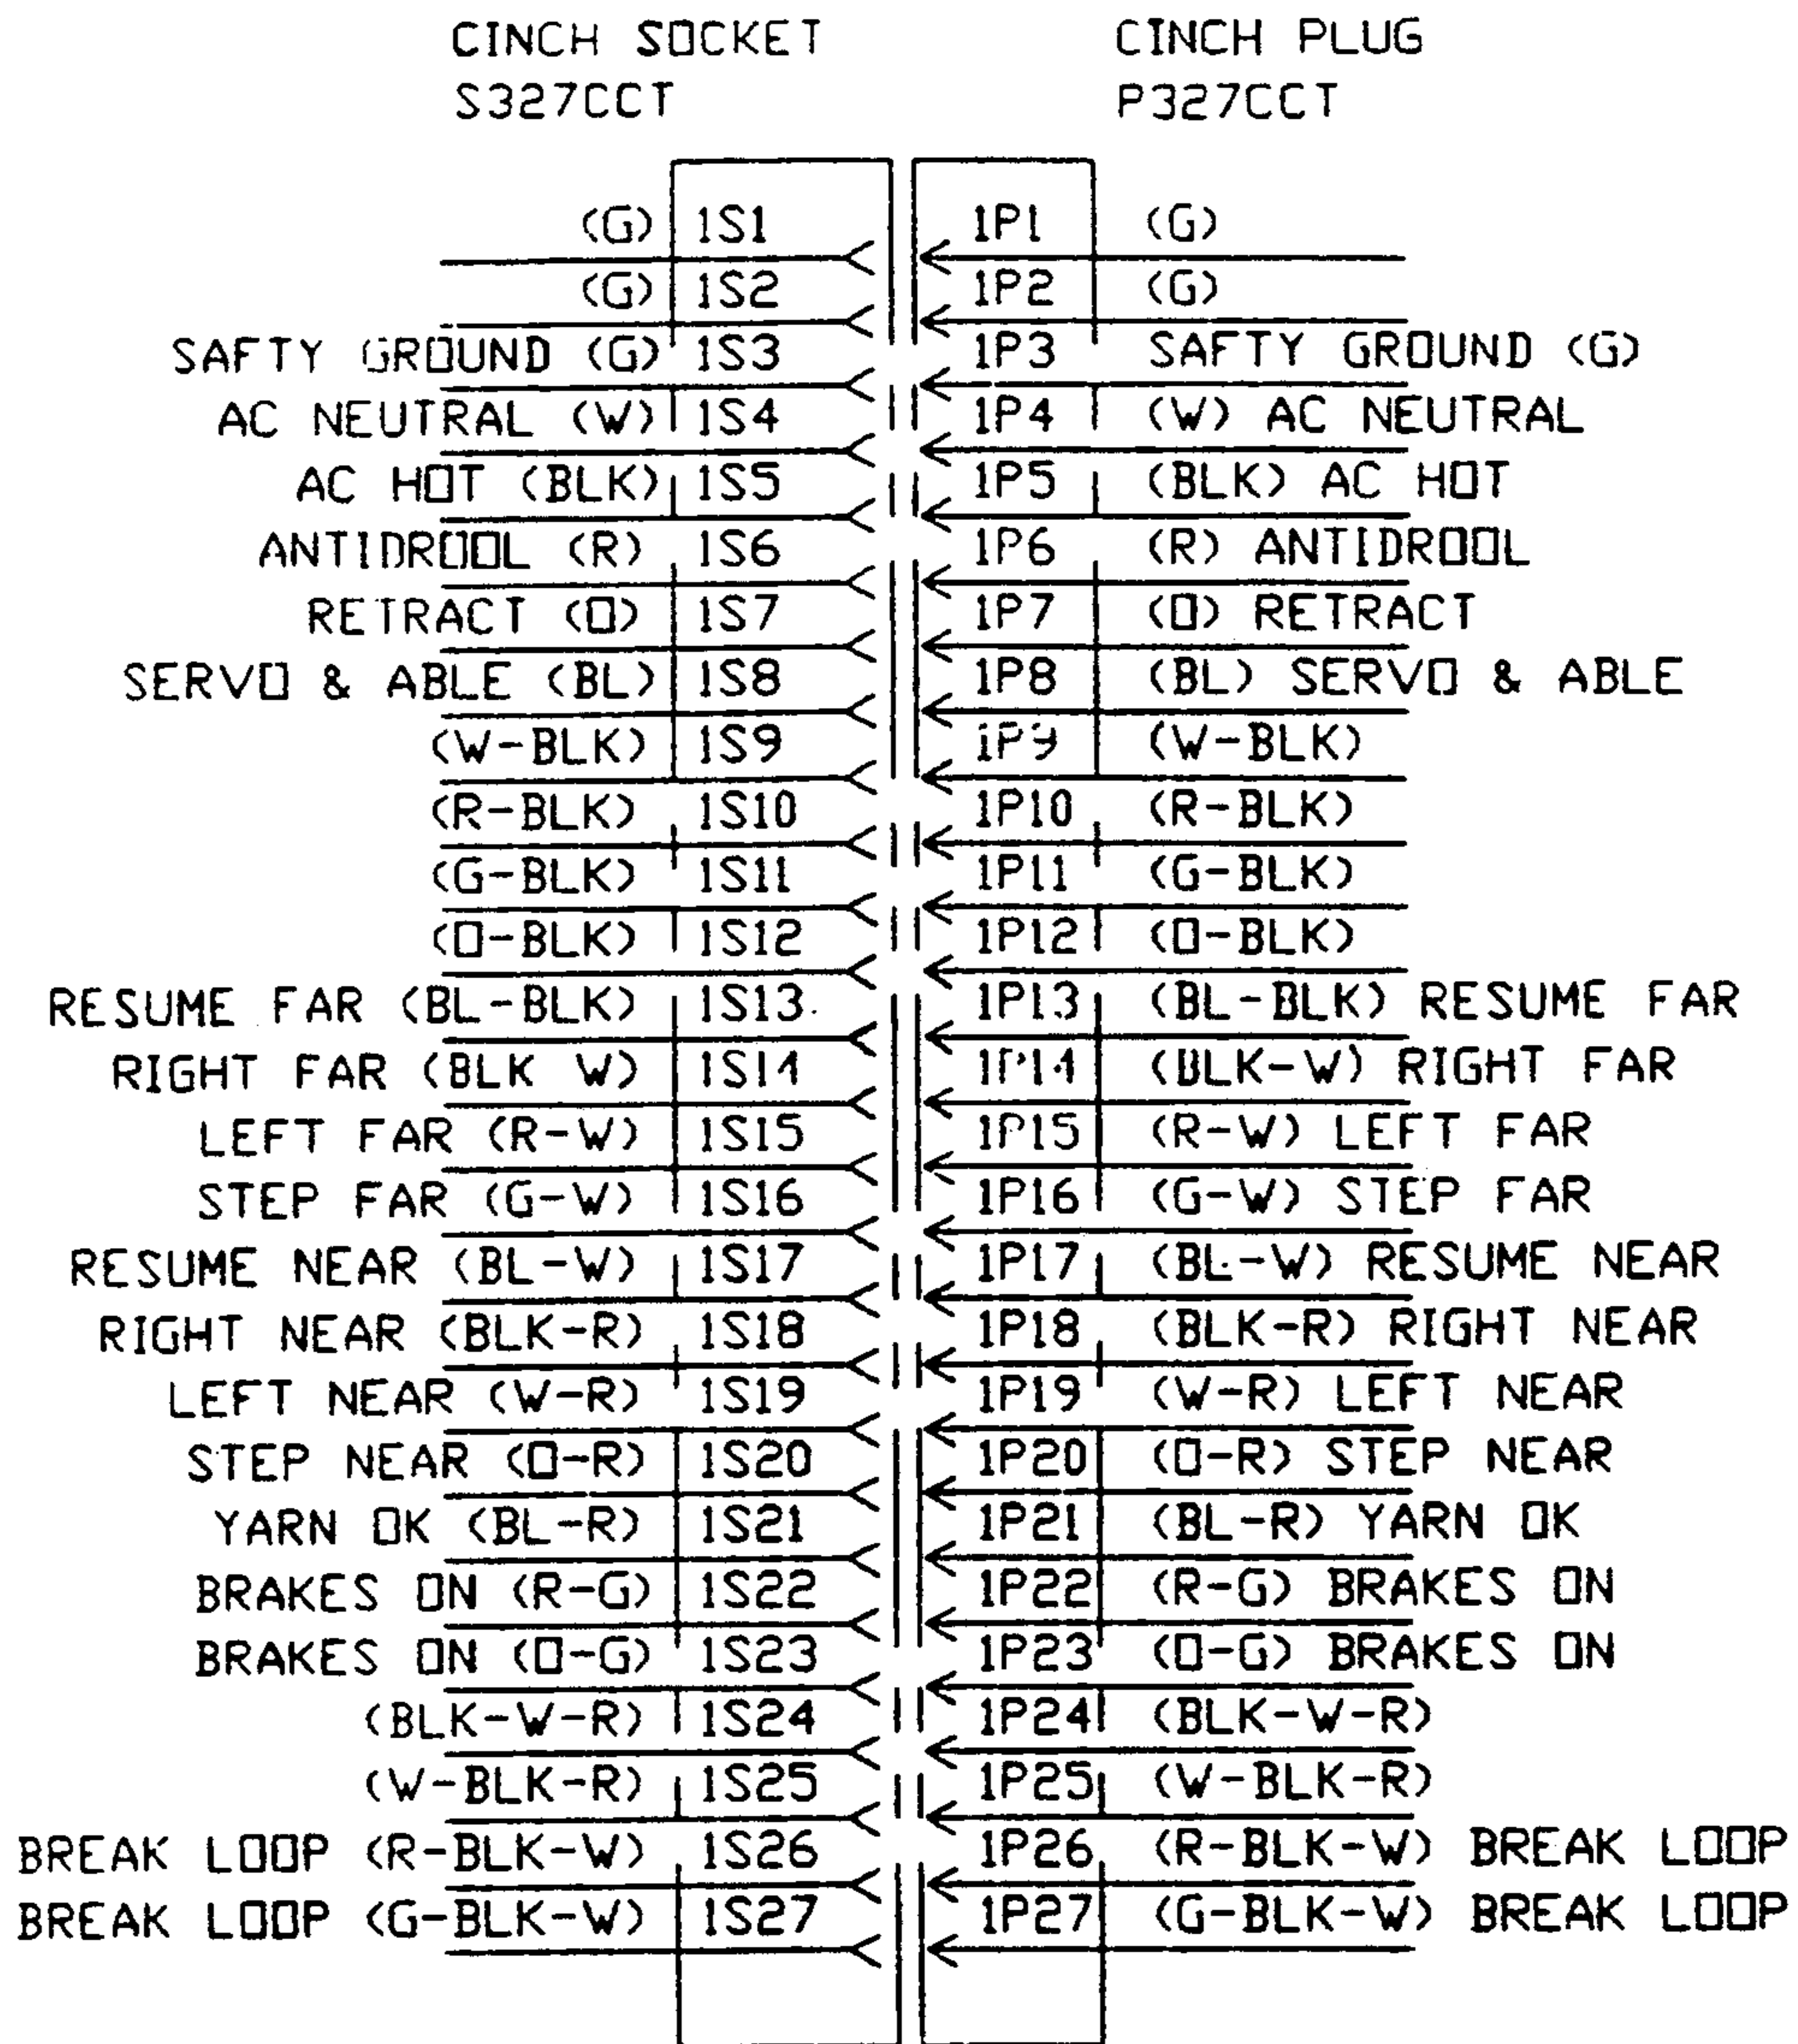 CINCH SOCKET CINCH PLUG
S327CCT P327CCT
(G) 1S1 1P1 (G)
(G) 1S2 1P2 (G)
SAFTY GROUND (G) 1S3 1P3 SAFTY GROUND (G)
AC NEUTRAL (W) 1S4 1P4 (W) AC NEUTRAL
AC HOT (BLK) 1S5 1P5 (BLK) AC HOT
ANTIDROOL (R) 1S6 1P6 (R) ANTIDROOL
RETRACT (O) 1S7 1P7 (O) RETRACT
SERVO & ABLE (BL) 1S8 1P8 (BL) SERVO & ABLE
(W-BLK) 1S9 1P9 (W-BLK)
(R-BLK) 1S10 1P10 (R-BLK)
(G-BLK) 1S11 1P11 (G-BLK)
(O-BLK) 1S12 1P12 (O-BLK)
RESUME FAR (BL-BLK) 1S13 1P13 (BL-BLK) RESUME FAR
RIGHT FAR (BLK W) 1S14 1P14 (BLK-W) RIGHT FAR
LEFT FAR (R-W) 1S15 1P15 (R-W) LEFT FAR
STEP FAR (G-W) 1S16 1P16 (G-W) STEP FAR
RESUME NEAR (BL-W) 1S17 1P17 (BL-W) RESUME NEAR
RIGHT NEAR (BLK-R) 1S18 1P18 (BLK-R) RIGHT NEAR
LEFT NEAR (W-R) 1S19 1P19 (W-R) LEFT NEAR
STEP NEAR (O-R) 1S20 1P20 (O-R) STEP NEAR
YARN OK (BL-R) 1S21 1P21 (BL-R) YARN OK
BRAKES ON (R-G) 1S22 1P22 (R-G) BRAKES ON
BRAKES ON (O-G) 1S23 1P23 (O-G) BRAKES ON
(BLK-W-R) 1S24 1P24 (BLK-W-R)
(W-BLK-R) 1S25 1P25 (W-BLK-R)
BREAK LOOP (R-BLK-W) 1S26 1P26 (R-BLK-W) BREAK LOOP
BREAK LOOP (G-BLK-W) 1S27 1P27 (G-BLK-W) BREAK LOOP